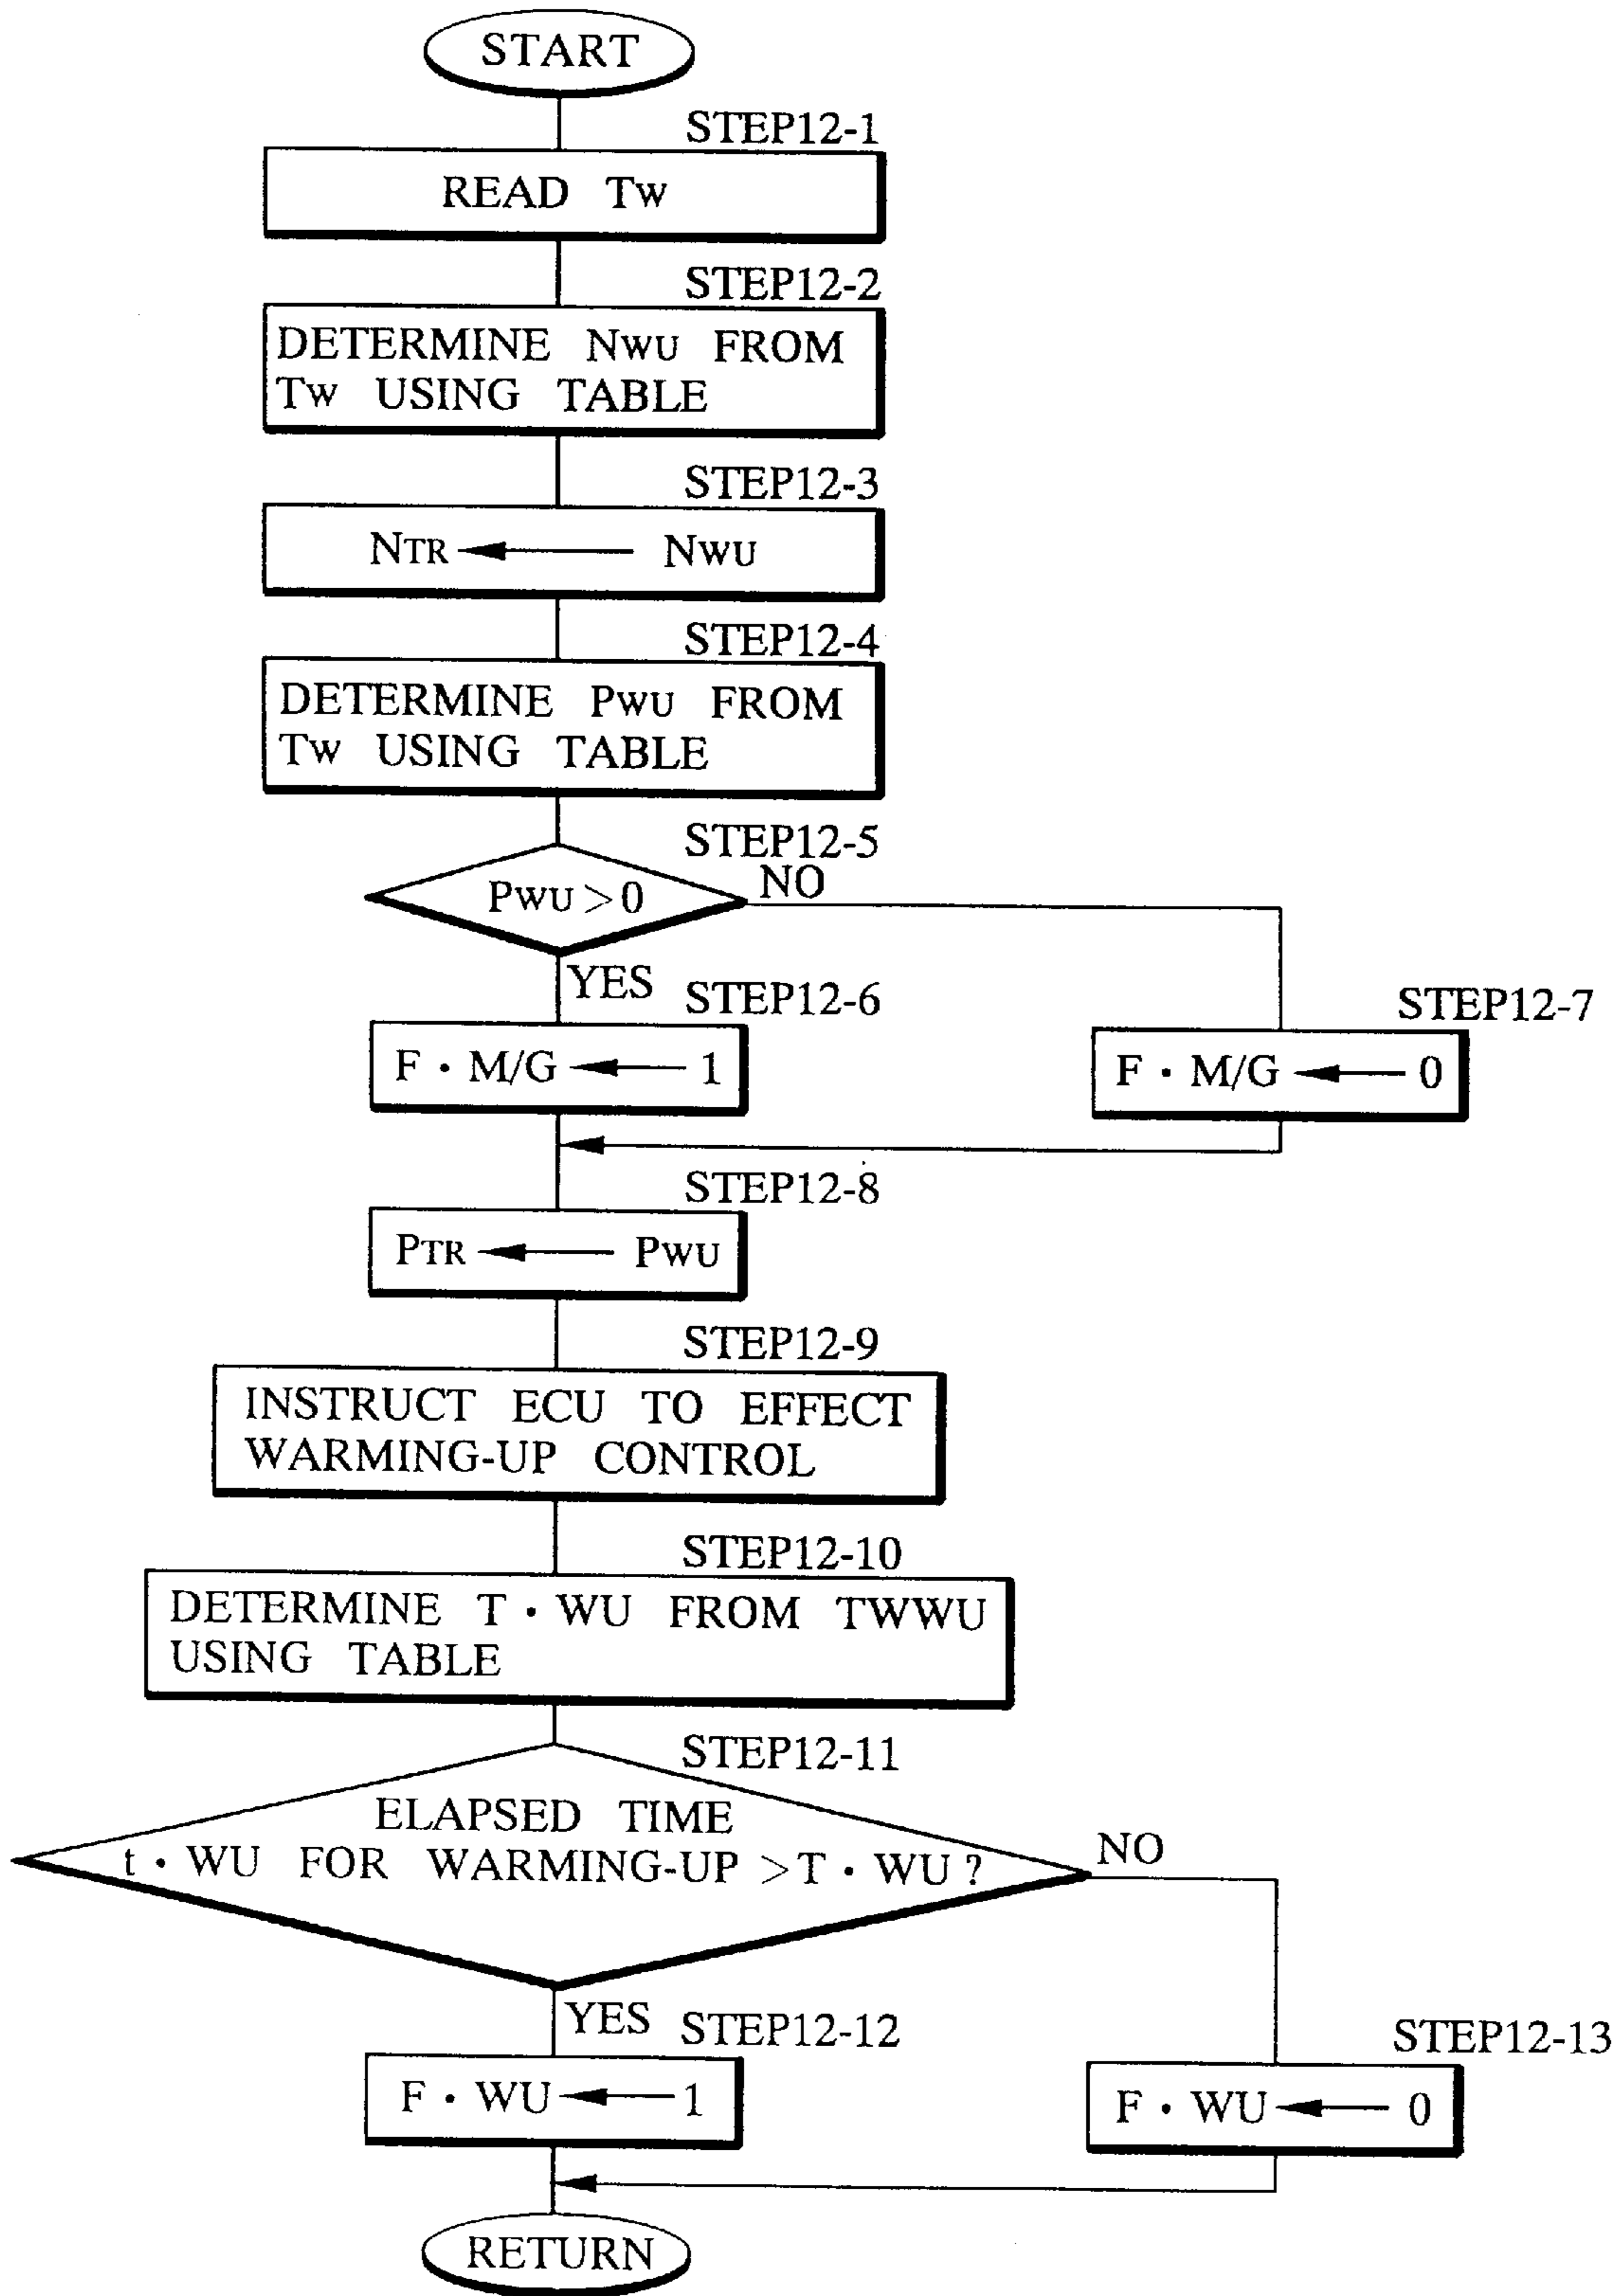 START
STEP12-1
READ Tw
STEP12-2
DETERMINE NWU FROM
Tw USING TABLE
STEP12-3
NTR ← NWU
STEP12-4
DETERMINE PWU FROM
Tw USING TABLE
STEP12-5
PWU > 0
NO
YES
STEP12-6
F・M/G ← 1
STEP12-7
F・M/G ← 0
STEP12-8
PTR ← PWU
STEP12-9
INSTRUCT ECU TO EFFECT
WARMING-UP CONTROL
STEP12-10
DETERMINE T・WU FROM TWWU
USING TABLE
STEP12-11
ELAPSED TIME
t・WU FOR WARMING-UP > T・WU?
NO
YES
STEP12-12
F・WU ← 1
STEP12-13
F・WU ← 0
RETURN